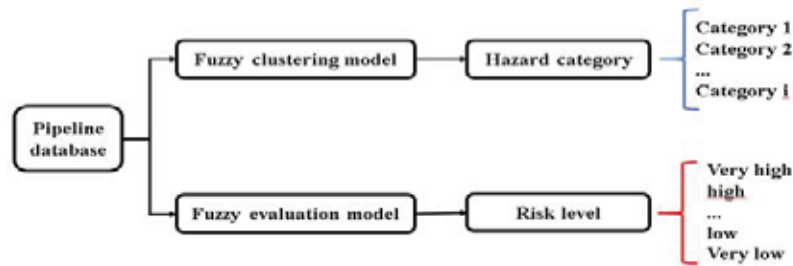 Pipeline
database
Fuzzy clustering model
Hazard category
Category 1
Category 2
...
Category i
Fuzzy evaluation model
Risk level
Very high
high
...
low
Very low